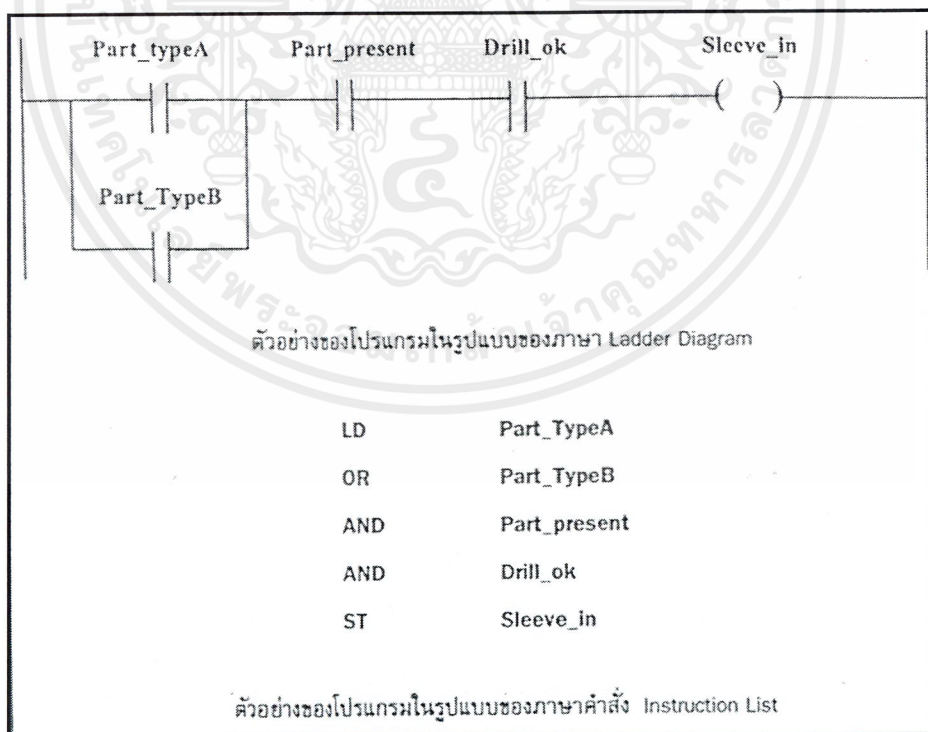 Part_typeA Part_present Drill_ok Sleeve_in
Part_TypeB
ตัวอย่างของโปรแกรมในรูปแบบของภาษา Ladder Diagram
LD Part_TypeA
OR Part_TypeB
AND Part_present
AND Drill_ok
ST Sleeve_in
ตัวอย่างของโปรแกรมในรูปแบบของภาษาคำสั่ง Instruction List